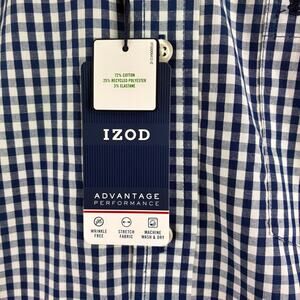 72% COTTON
25% RECYCLED POLYESTER
3% ELASTANE
IZOD
ADVANTAGE
PERFORMANCE
WRINKLE FREE
STRETCH FABRIC
MACHINE WASH & DRY